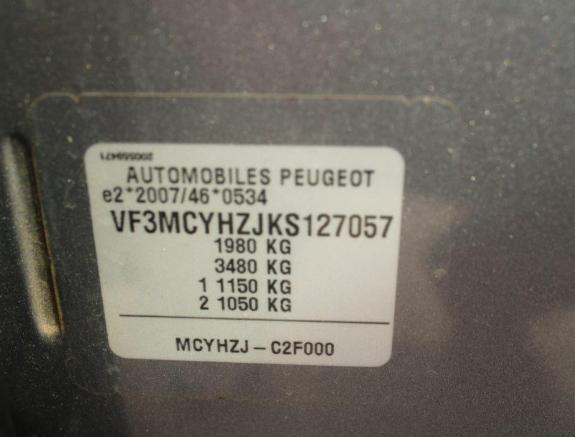 200559471
AUTOMOBILES PEUGEOT
e2*2007/46*0534
VF3MCYHZJKS127057
1980 KG
3480 KG
1 1150 KG
2 1050 KG
MCYHZJ – C2F000